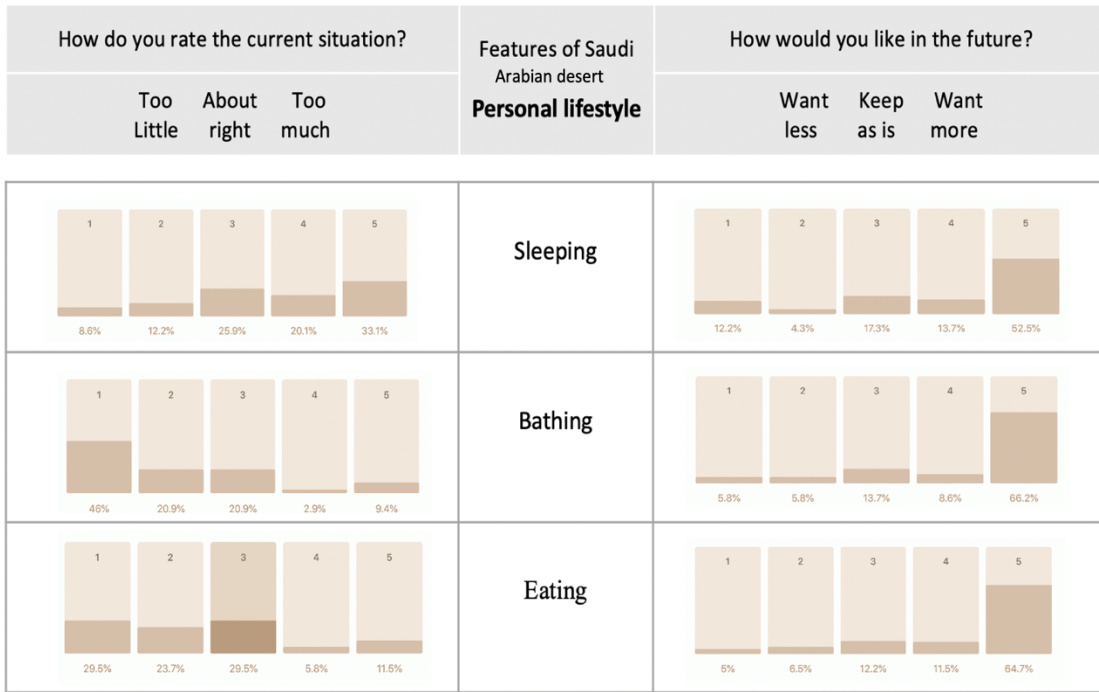 How do you rate the current situation?
Too Little
About right
Too much
Features of Saudi
Arabian desert
Personal lifestyle
How would you like in the future?
Want less
Keep as is
Want more
1 2 3 4 5
8.6% 12.2% 25.9% 20.1% 33.1%
Sleeping
1 2 3 4 5
12.2% 4.3% 17.3% 13.7% 52.5%
1 2 3 4 5
46% 20.9% 20.9% 2.9% 9.4%
Bathing
1 2 3 4 5
5.8% 5.8% 13.7% 8.6% 66.2%
1 2 3 4 5
29.5% 23.7% 29.5% 5.8% 11.5%
Eating
1 2 3 4 5
5% 6.5% 12.2% 11.5% 64.7%